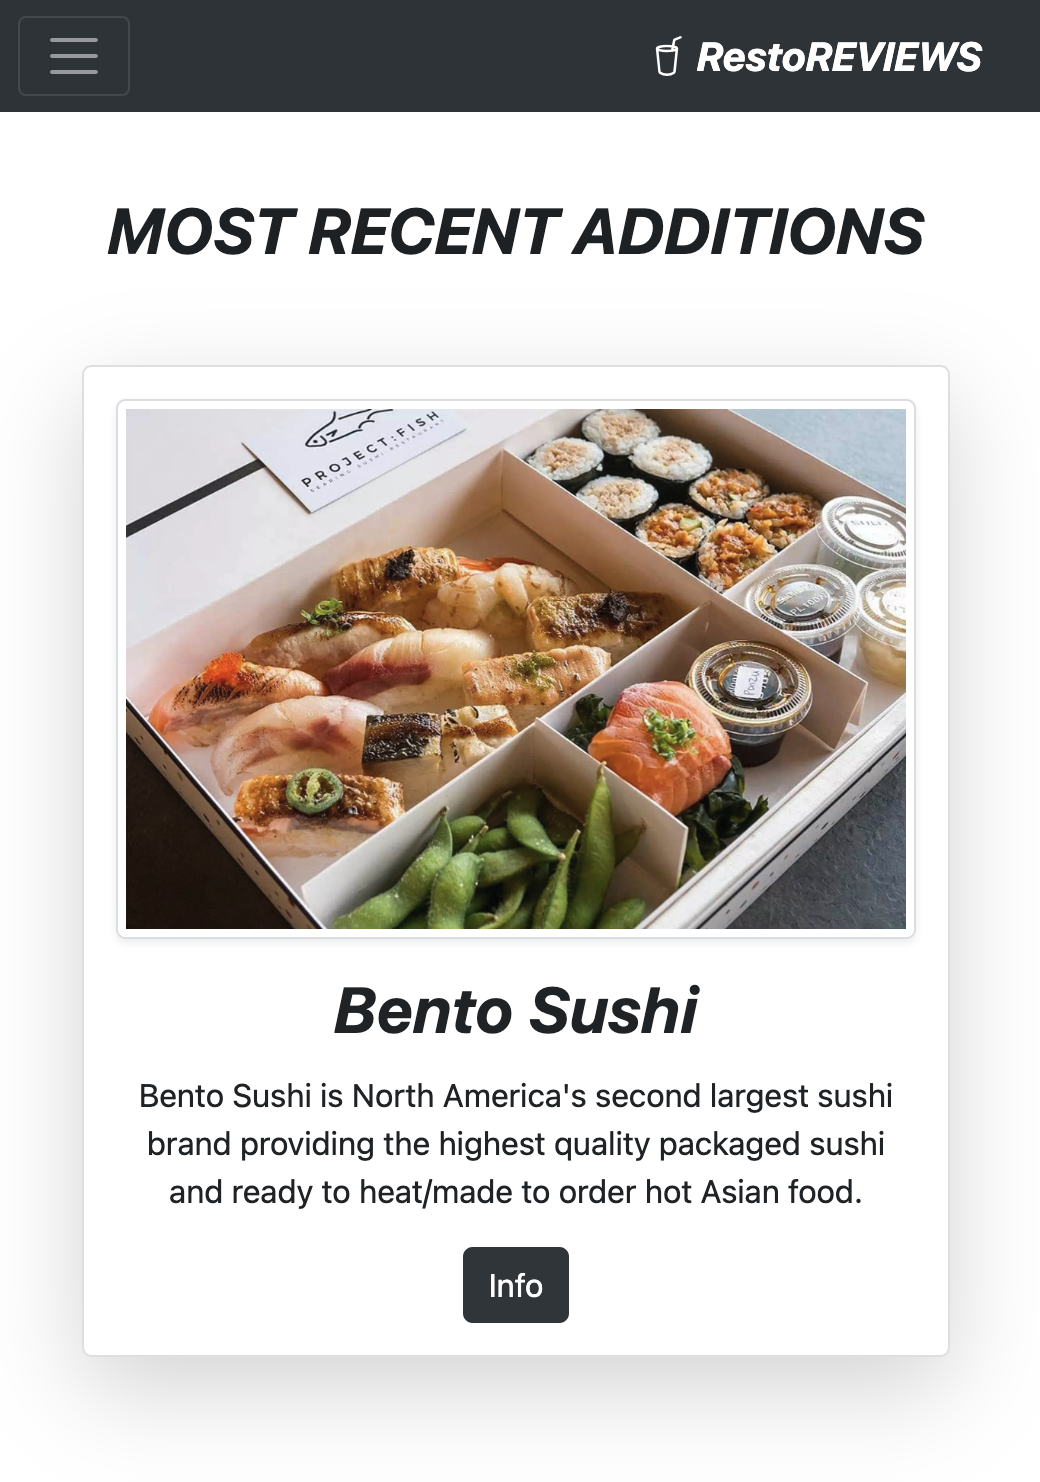 RestoREVIEWS
MOST RECENT ADDITIONS
PROJECT:FISH
Ponzu
Bento Sushi
Bento Sushi is North America's second largest sushi
brand providing the highest quality packaged sushi
and ready to heat/made to order hot Asian food.
Info